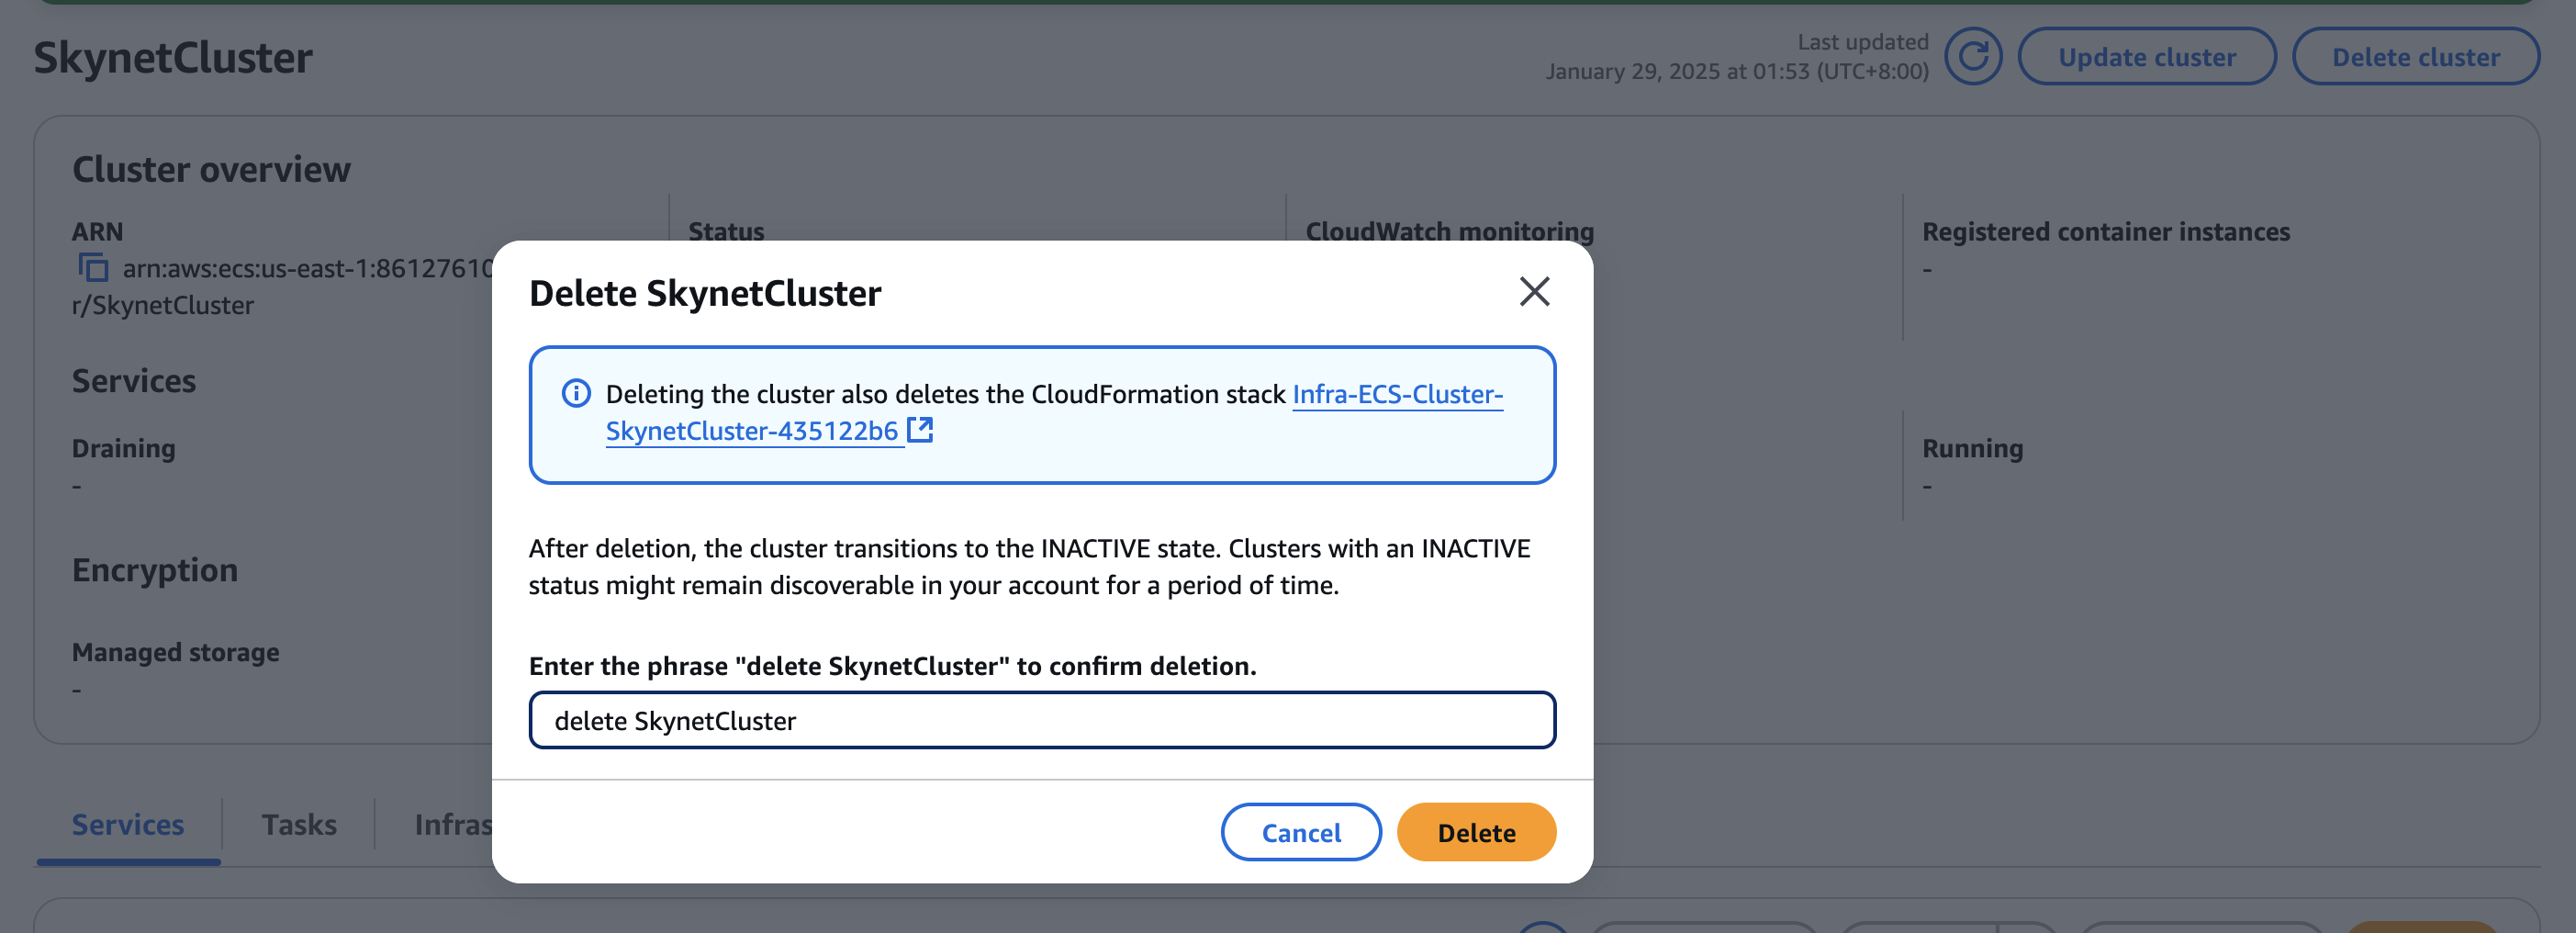 SkynetCluster
Last updated
January 29, 2025 at 01:53 (UTC+8:00)
Update cluster
Delete cluster
Cluster overview
ARN
arn:aws:ecs:us-east-1:86127610
r/SkynetCluster
Status
CloudWatch monitoring
Registered container instances
-
Services
Draining
-
Running
-
Encryption
Managed storage
-
Services
Tasks
Infras
Delete SkynetCluster
Deleting the cluster also deletes the CloudFormation stack Infra-ECS-Cluster-
SkynetCluster-435122b6
After deletion, the cluster transitions to the INACTIVE state. Clusters with an INACTIVE
status might remain discoverable in your account for a period of time.
Enter the phrase "delete SkynetCluster" to confirm deletion.
delete SkynetCluster
Cancel
Delete